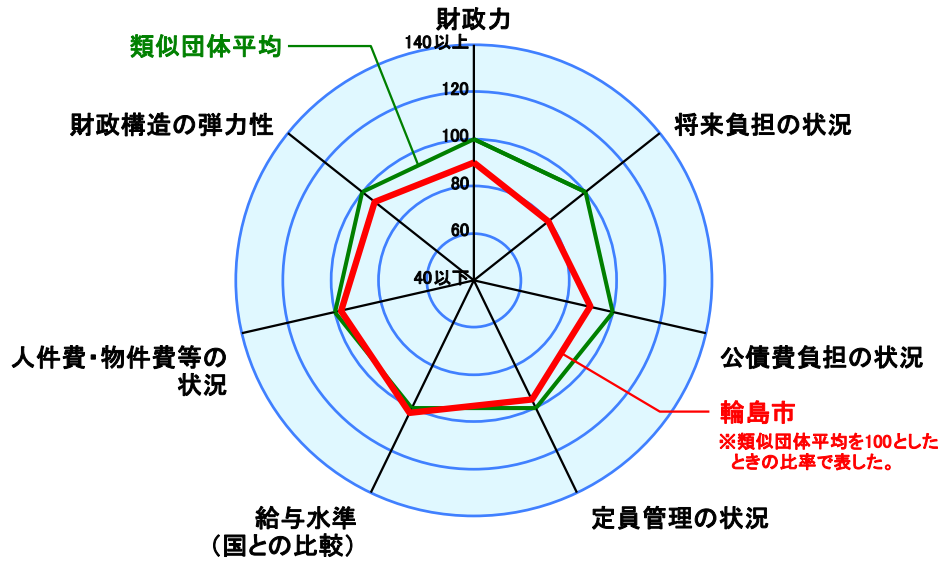 財政力
類似団体平均
140以上
120
100
80
60
40以下
財政構造の弾力性
将来負担の状況
人件費・物件費等の
状況
公債費負担の状況
輪島市
※類似団体平均を100とした
ときの比率で表した。
給与水準
（国との比較）
定員管理の状況